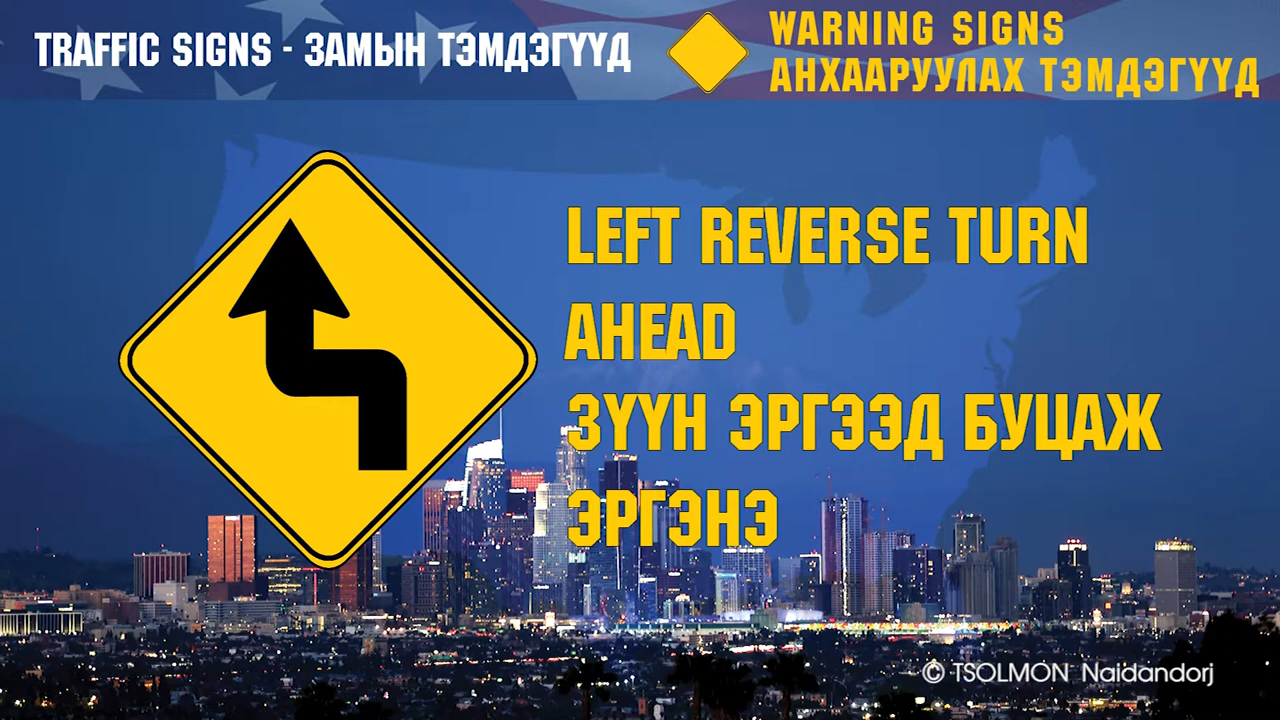 TRAFFIC SIGNS - ЗАМЫН ТЭМДЭГҮҮД
WARNING SIGNS
АНХААРУУЛАХ ТЭМДЭГҮҮД
LEFT REVERSE TURN
AHEAD
ЗҮҮН ЭРГЭЭД БУЦАЖ
ЭРГЭНЭ
© TSOLMON Naidandorj